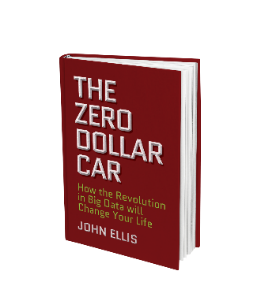 THE
ZERO
DOLLAR
CAR
How the Revolution
in Big Data will
Change Your Life
JOHN ELLIS